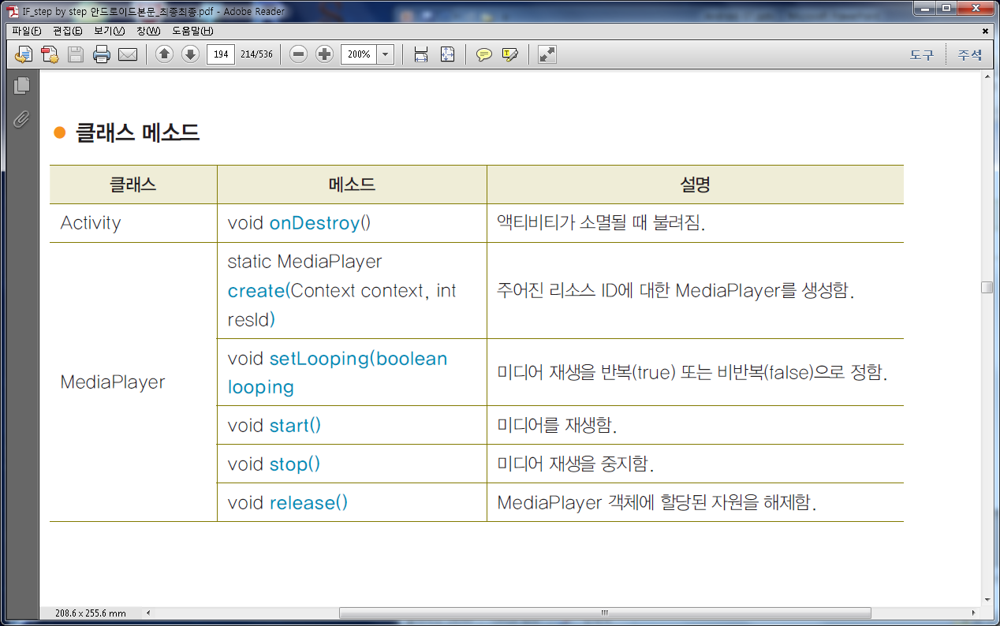 IF_step by step 안드로이드본문_최종최종.pdf - Adobe Reader
파일(F) 편집(E) 보기(V) 창(W) 도움말(H)
194 214/536 200% 도구 주석
클래스 메소드
클래스 메소드 설명
Activity void onDestroy() 액티비티가 소멸될 때 불려짐.
static MediaPlayer
create(Context context, int 주어진 리소스 ID에 대한 MediaPlayer를 생성함.
resId)
MediaPlayer
void setLooping(boolean
looping
미디어 재생을 반복(true) 또는 비반복(false)으로 정함.
void start() 미디어를 재생함.
void stop() 미디어 재생을 중지함.
void release() MediaPlayer 객체에 할당된 자원을 해제함.
208.6 x 255.6 mm